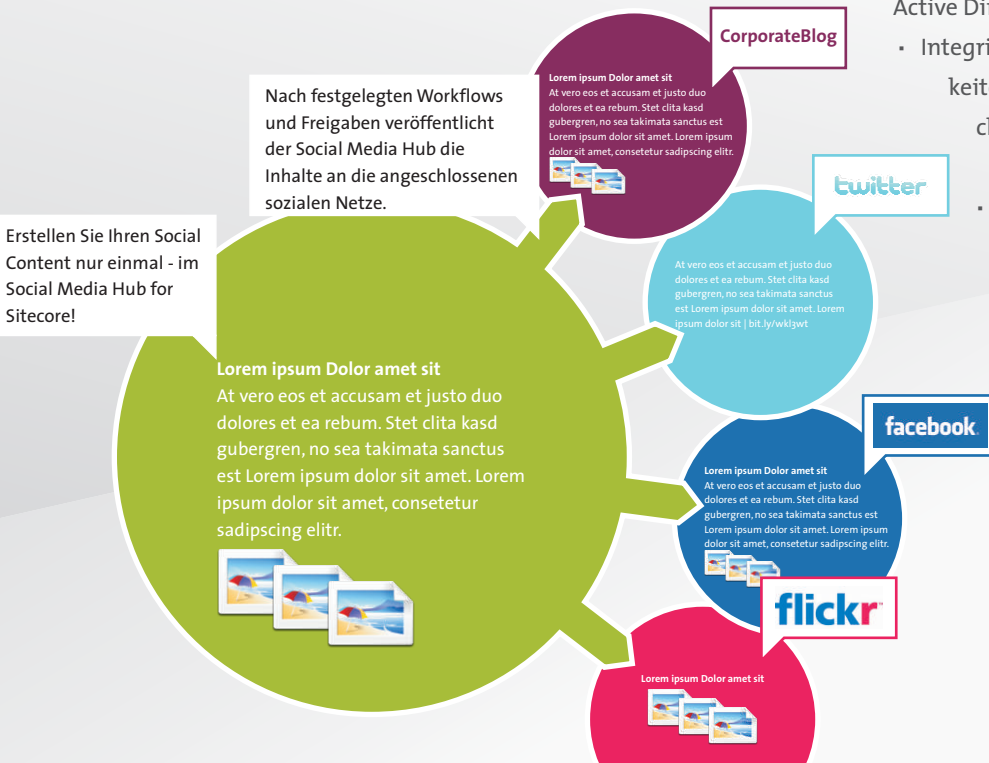 Active Di
· Integri
keit
cl
·
CorporateBlog
Lorem ipsum Dolor amet sit
At vero eos et accusam et justo duo
dolores et ea rebum. Stet clita kasd
gubergren, no sea takimata sanctus est
Lorem ipsum dolor sit amet. Lorem ipsum
dolor sit amet, consetetur sadipscing elitr.
Nach festgelegten Workflows
und Freigaben veröffentlicht
der Social Media Hub die
Inhalte an die angeschlossenen
sozialen Netze.
twitter
Erstellen Sie Ihren Social
Content nur einmal - im
Social Media Hub for
Sitecore!
At vero eos et accusam et justo duo
dolores et ea rebum. Stet clita kasd
gubergren, no sea takimata sanctus
est Lorem ipsum dolor sit amet. Lorem
ipsum dolor sit | bit.ly/wkl3wt
Lorem ipsum Dolor amet sit
At vero eos et accusam et justo duo
dolores et ea rebum. Stet clita kasd
gubergren, no sea takimata sanctus
est Lorem ipsum dolor sit amet. Lorem
ipsum dolor sit amet, consetetur
sadipscing elitr.
facebook
Lorem ipsum Dolor amet sit
At vero eos et accusam et justo duo
dolores et ea rebum. Stet clita kasd
gubergren, no sea takimata sanctus est
Lorem ipsum dolor sit amet. Lorem ipsum
dolor sit amet, consetetur sadipscing elitr.
flickr
Lorem ipsum Dolor amet sit